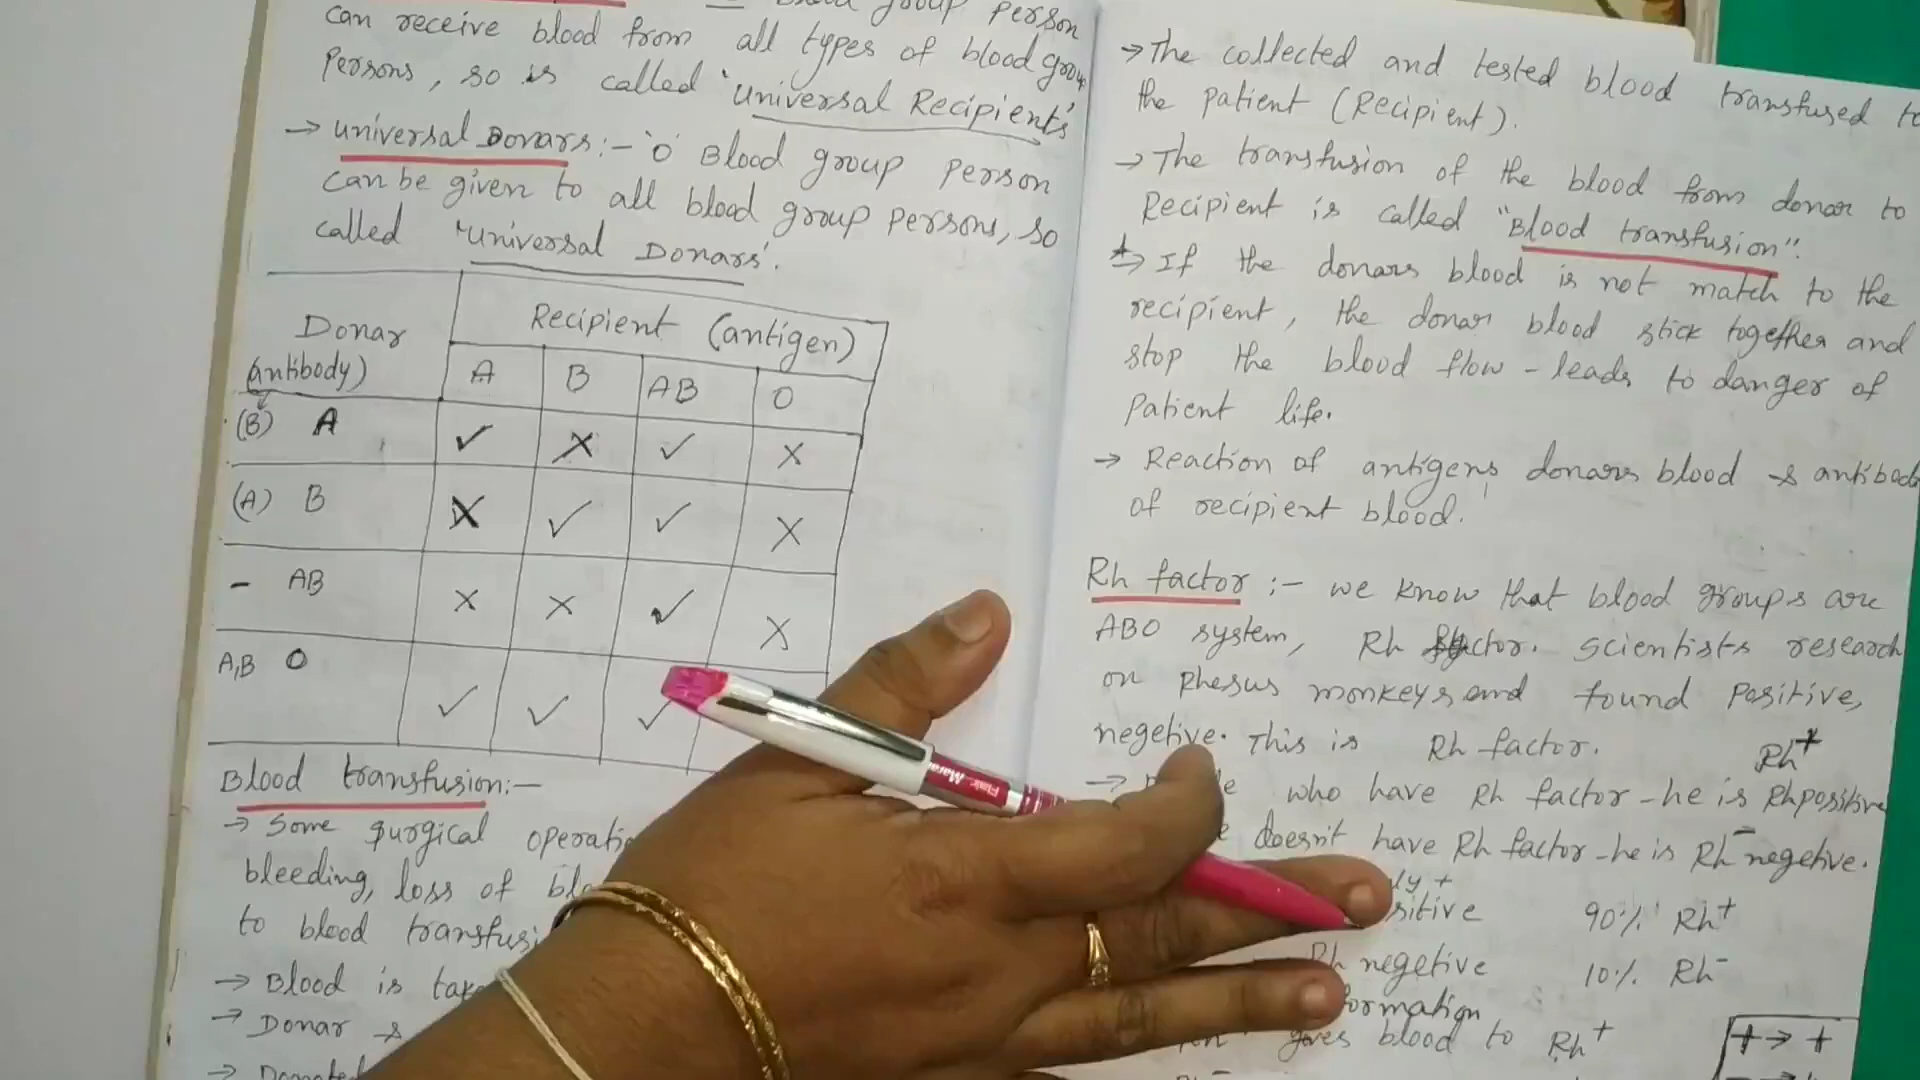 Blood group person
can receive blood from all types of blood group
persons, so is called 'universal Recipients'
→ universal Donars:- 'O' Blood group person
can be given to all blood group persons, so
called 'universal Donars'.
Donar Recipient (antigen)
(antibody) A B AB O
(B) A ✓ X ✓ X
(A) B X ✓ ✓ X
- AB X X ✓ X
A,B O ✓ ✓ ✓
Blood transfusion:-
→ Some surgical
bleeding, loss of
to blood
→ Blood is
→ Donar &
→
→ The collected and tested blood transfused to
the patient (Recipient).
→ The transfusion of the blood from donar to
Recipient is called "Blood transfusion".
→ If the donars blood is not match to the
recipient, the donar blood stick together and
stop the blood flow - leads to danger of
patient life.
→ Reaction of antigens donars blood &
of recipient blood.
Rh factor :- we know that blood groups are
ABO system, Rh factor. scientists research
on Rhesus monkeys and found positive,
negetive. This is Rh factor. Rh+
→ who have Rh factor - he is Rh positive
doesn't have Rh factor - he is Rh- negetive.
90% Rh+
Rh negetive 10% Rh-
gives blood to Rh+
+ → +
Flair Mara